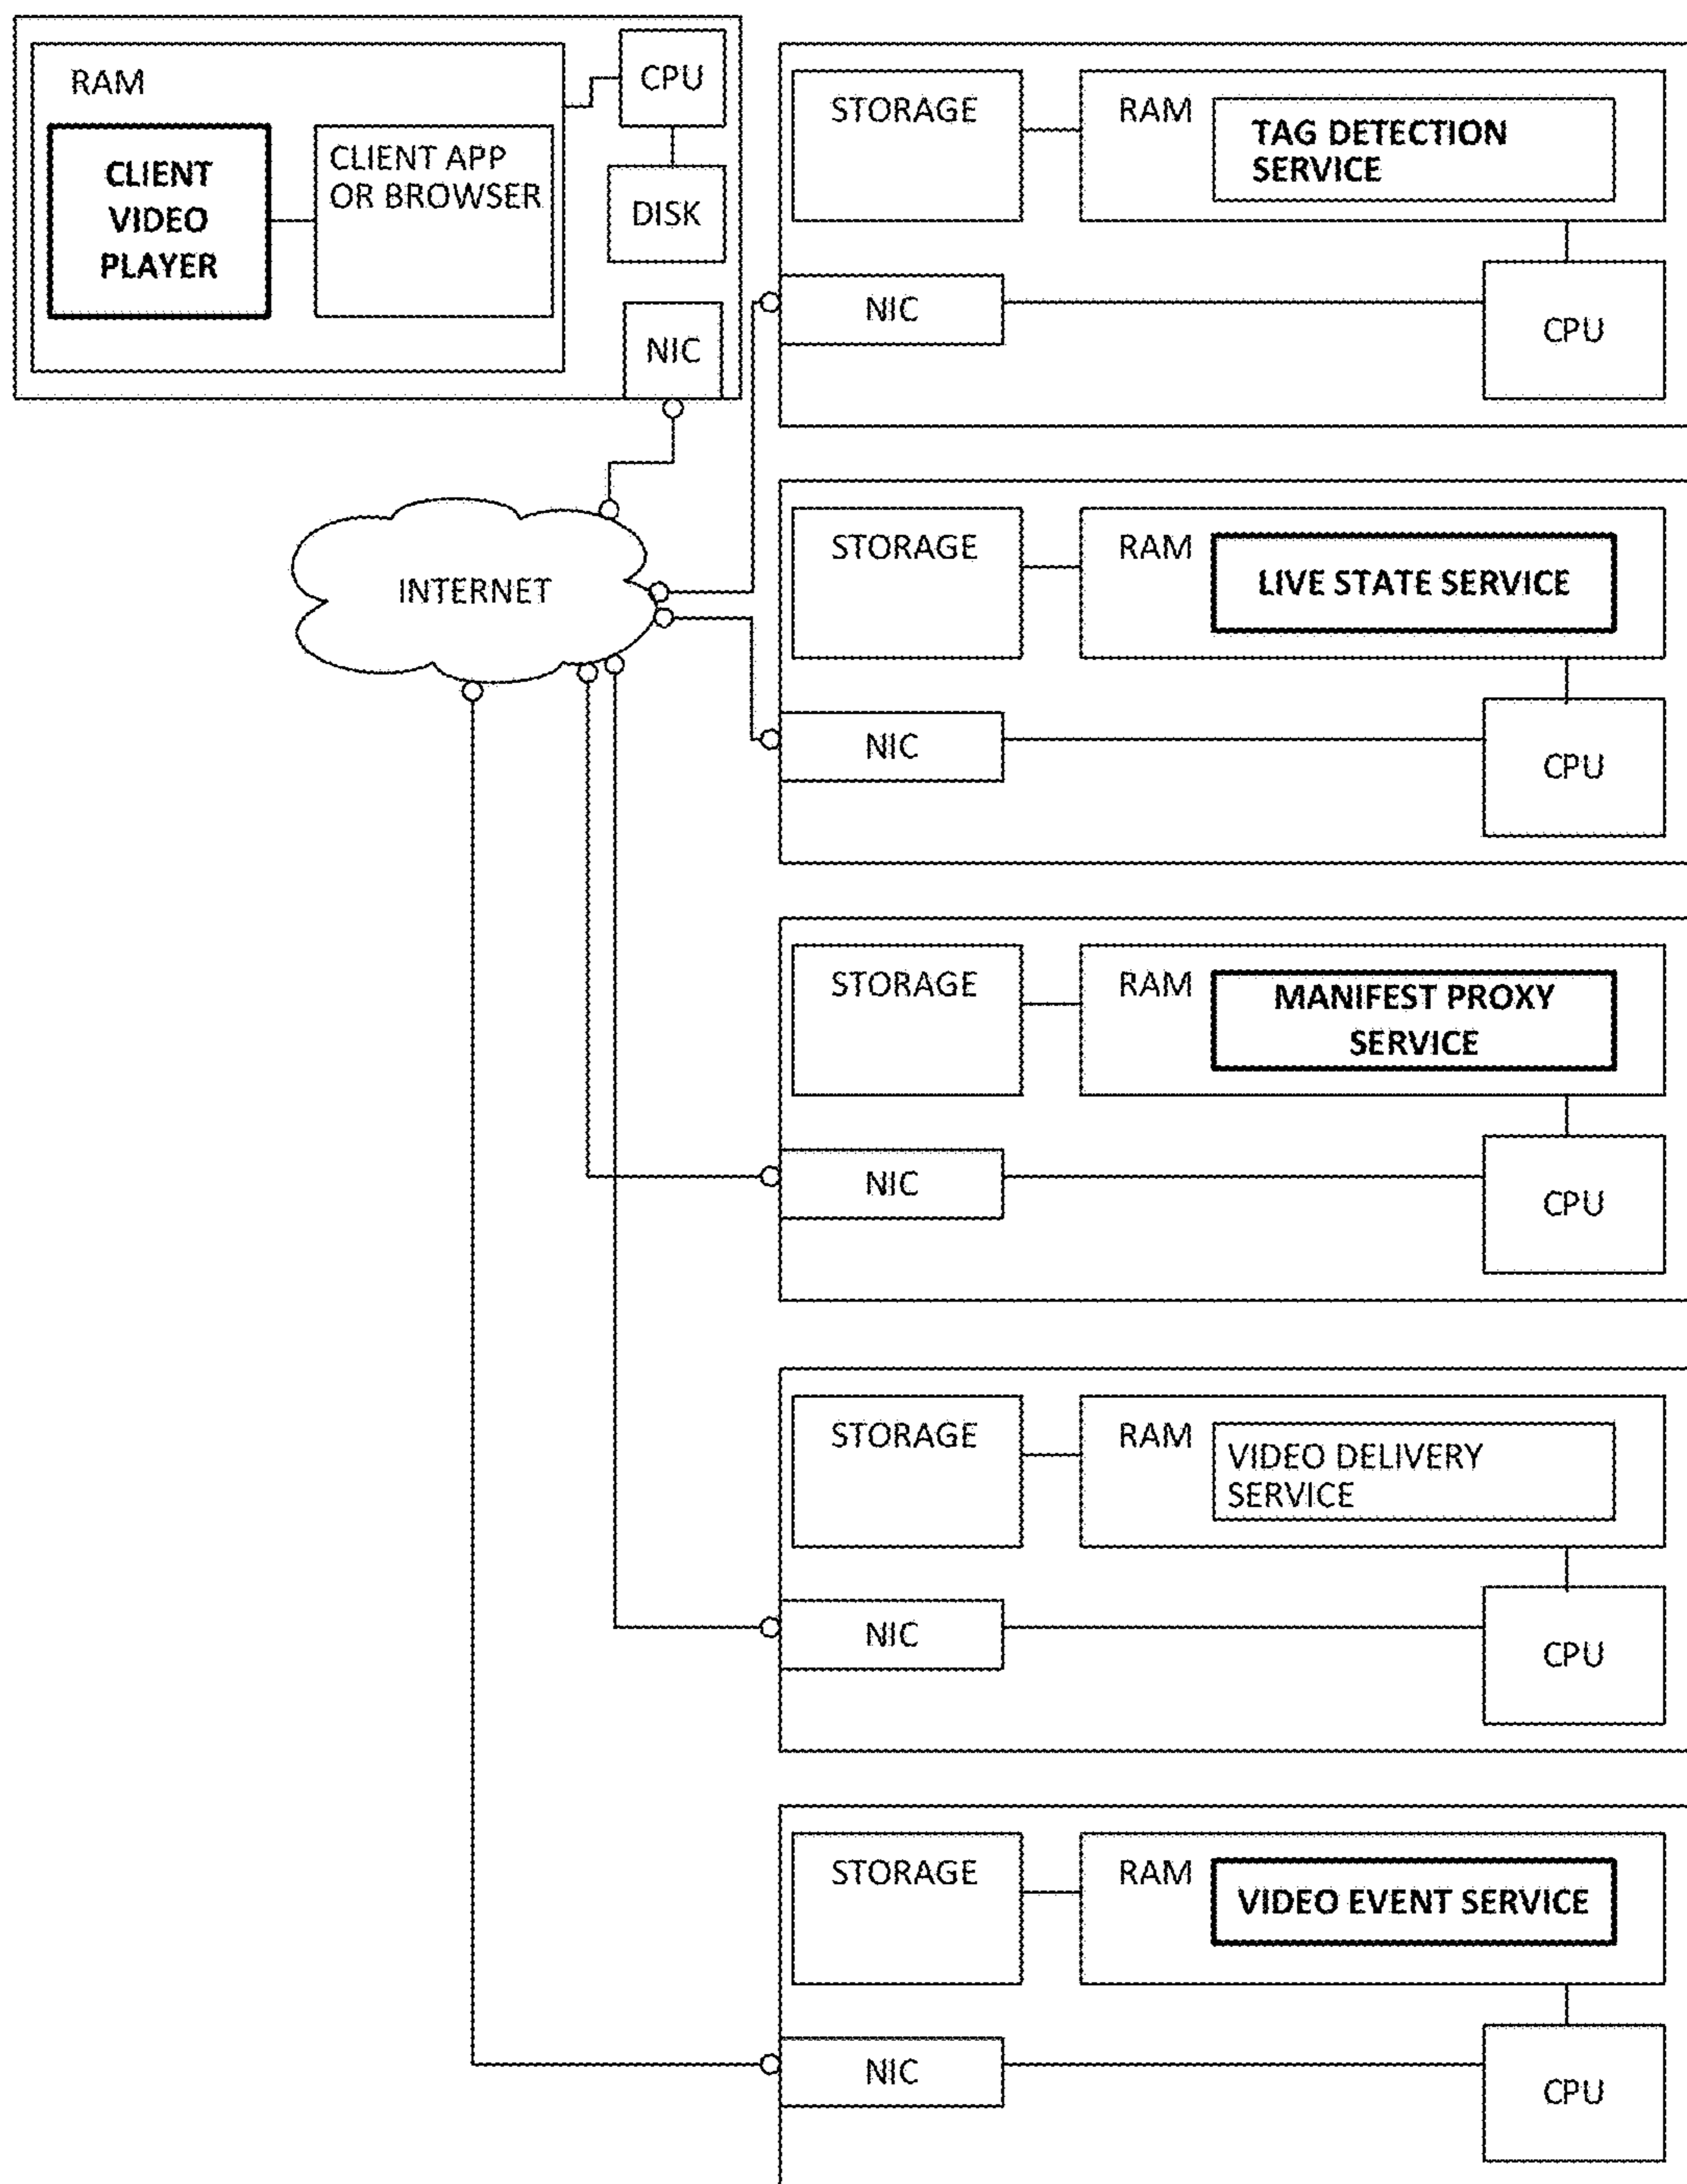 RAM
CPU
CLIENT
VIDEO
PLAYER
CLIENT APP
OR BROWSER
DISK
NIC
INTERNET
STORAGE
RAM
TAG DETECTION
SERVICE
NIC
CPU
STORAGE
RAM
LIVE STATE SERVICE
NIC
CPU
STORAGE
RAM
MANIFEST PROXY
SERVICE
NIC
CPU
STORAGE
RAM
VIDEO DELIVERY
SERVICE
NIC
CPU
STORAGE
RAM
VIDEO EVENT SERVICE
NIC
CPU